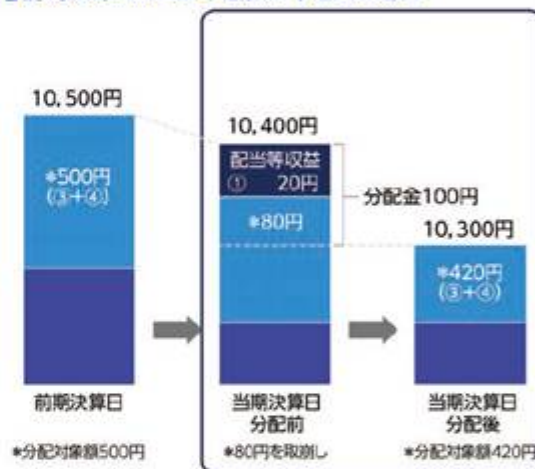 10,500円
*500円
(③+④)
前期決算日
*分配対象額500円
10,400円
配当等収益
① 20円
*80円
分配金100円
当期決算日
分配前
*80円を取崩し
10,300円
*420円
(③+④)
当期決算日
分配後
*分配対象額420円